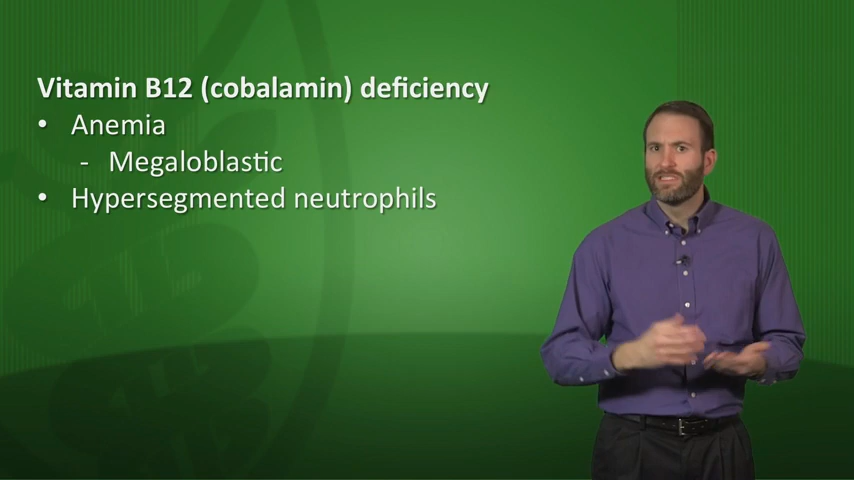 Vitamin B12 (cobalamin) deficiency
• Anemia
- Megaloblastic
• Hypersegmented neutrophils